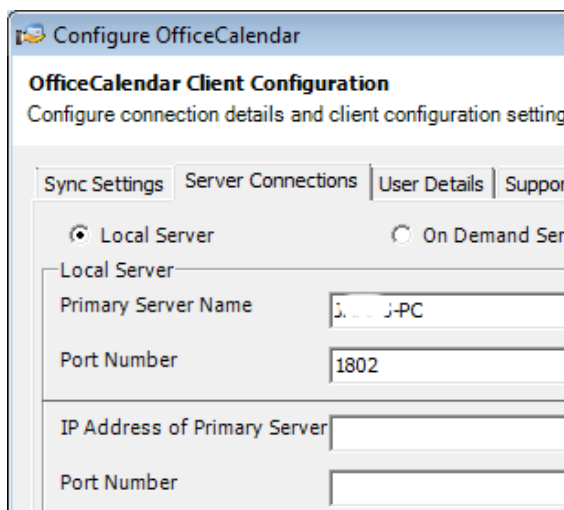 Configure OfficeCalendar
OfficeCalendar Client Configuration
Configure connection details and client configuration setting
Sync Settings Server Connections User Details Suppor
Local Server On Demand Ser
Local Server
Primary Server Name -PC
Port Number 1802
IP Address of Primary Server
Port Number